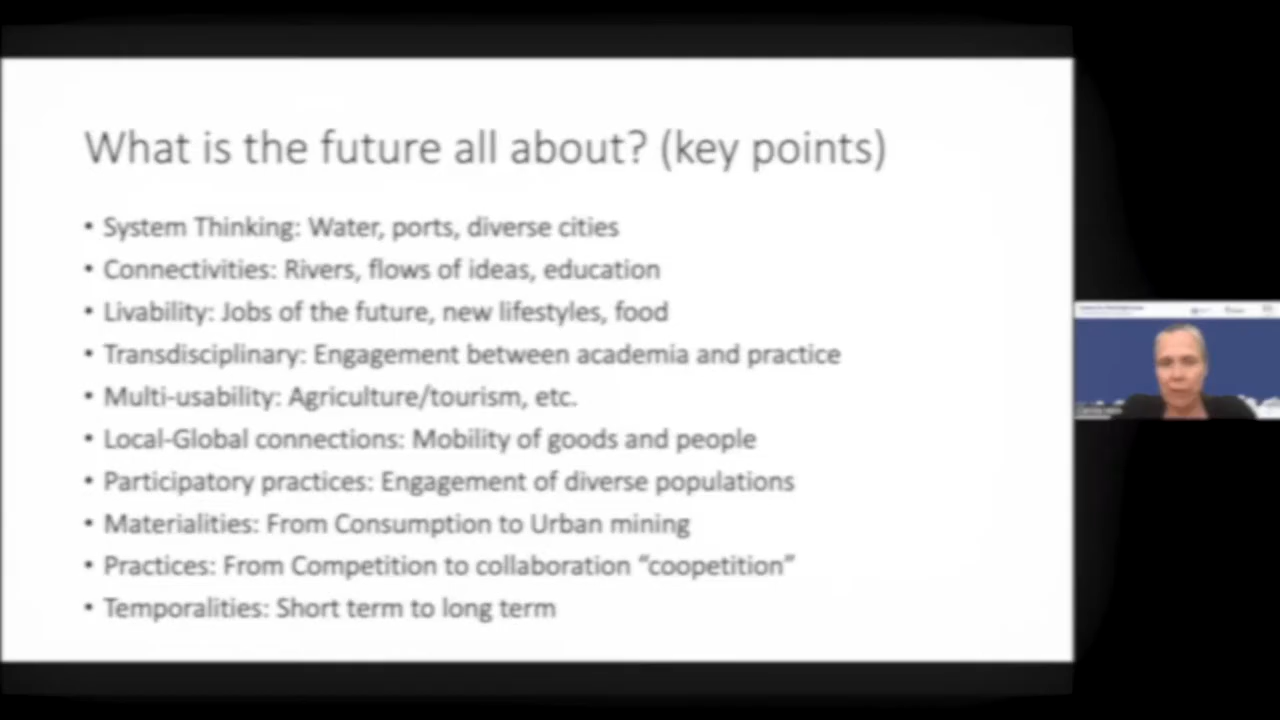 What is the future all about? (key points)
• System Thinking: Water, ports, diverse cities
• Connectivities: Rivers, flows of ideas, education
• Livability: Jobs of the future, new lifestyles, food
• Transdisciplinary: Engagement between academia and practice
• Multi-usability: Agriculture/tourism, etc.
• Local-Global connections: Mobility of goods and people
• Participatory practices: Engagement of diverse populations
• Materialities: From Consumption to Urban mining
• Practices: From Competition to collaboration “coopetition”
• Temporalities: Short term to long term